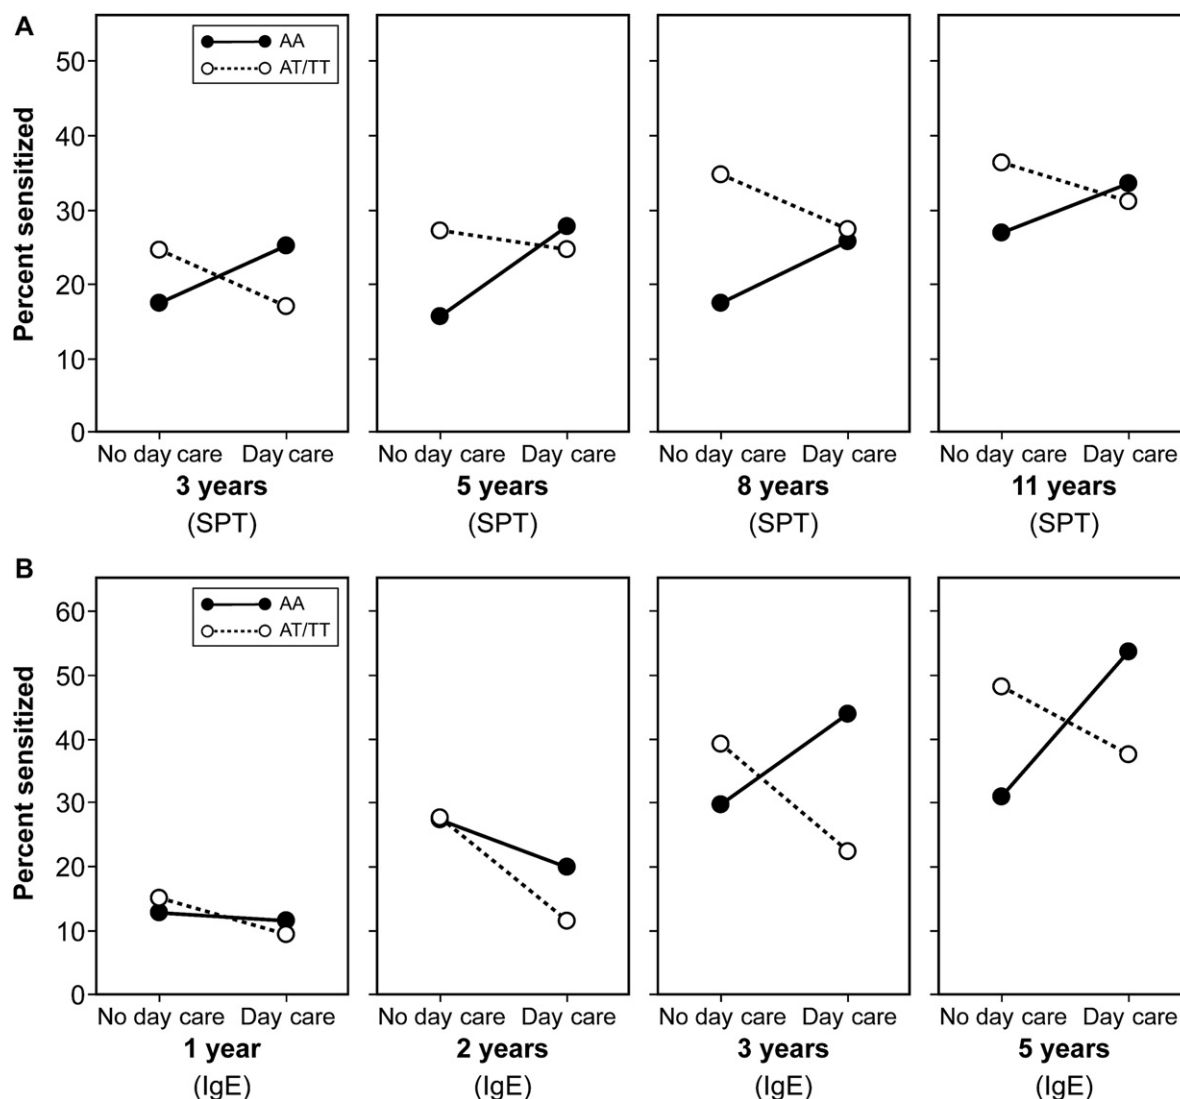 A
AA
AT/TT
Percent sensitized
50
40
30
20
10
0
No day care Day care No day care Day care No day care Day care No day care Day care
3 years 5 years 8 years 11 years
(SPT) (SPT) (SPT) (SPT)
B
AA
AT/TT
Percent sensitized
60
50
40
30
20
10
0
No day care Day care No day care Day care No day care Day care No day care Day care
1 year 2 years 3 years 5 years
(IgE) (IgE) (IgE) (IgE)